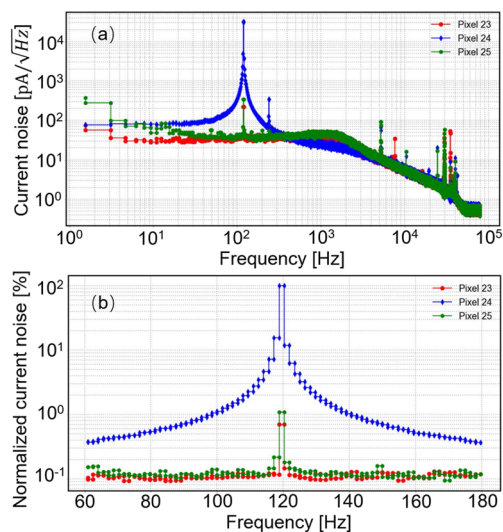 (a)
Pixel 23
Pixel 24
Pixel 25
Current noise [pA/√Hz]
10⁴
10³
10²
10¹
10⁰
10⁰ 10¹ 10² 10³ 10⁴ 10⁵
Frequency [Hz]
(b)
Pixel 23
Pixel 24
Pixel 25
Normalized current noise [%]
10²
10¹
10⁰
10⁻¹
60 80 100 120 140 160 180
Frequency [Hz]